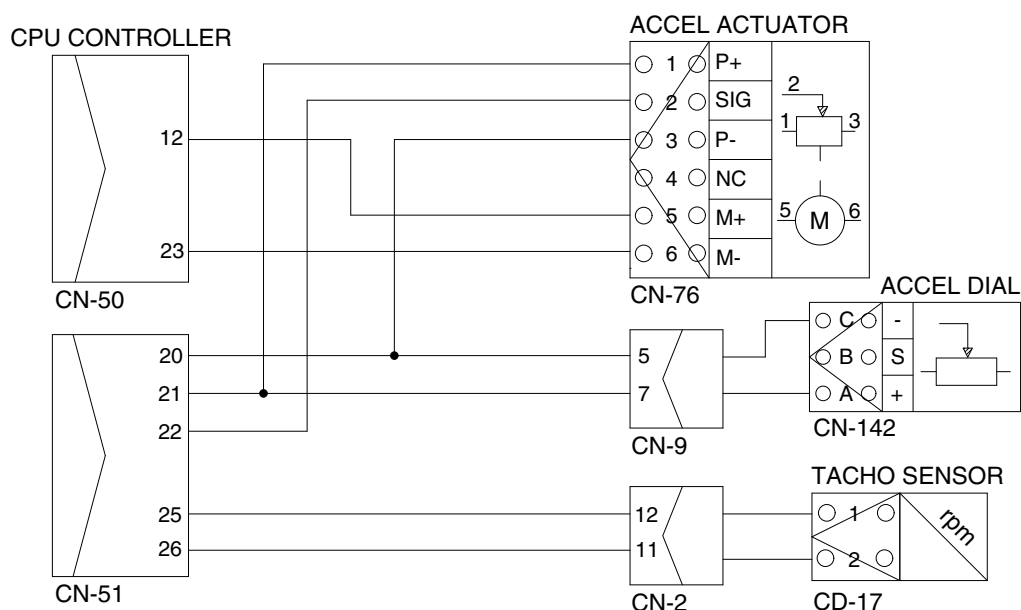 CPU CONTROLLER
12
23
CN-50
20
21
22
25
26
CN-51
ACCEL ACTUATOR
1 P+
2 SIG
3 P-
4 NC
5 M+
6 M-
2
1 3
5 M 6
CN-76
5
7
CN-9
ACCEL DIAL
C -
B S
A +
CN-142
12
11
CN-2
TACHO SENSOR
1
2
rpm
CD-17